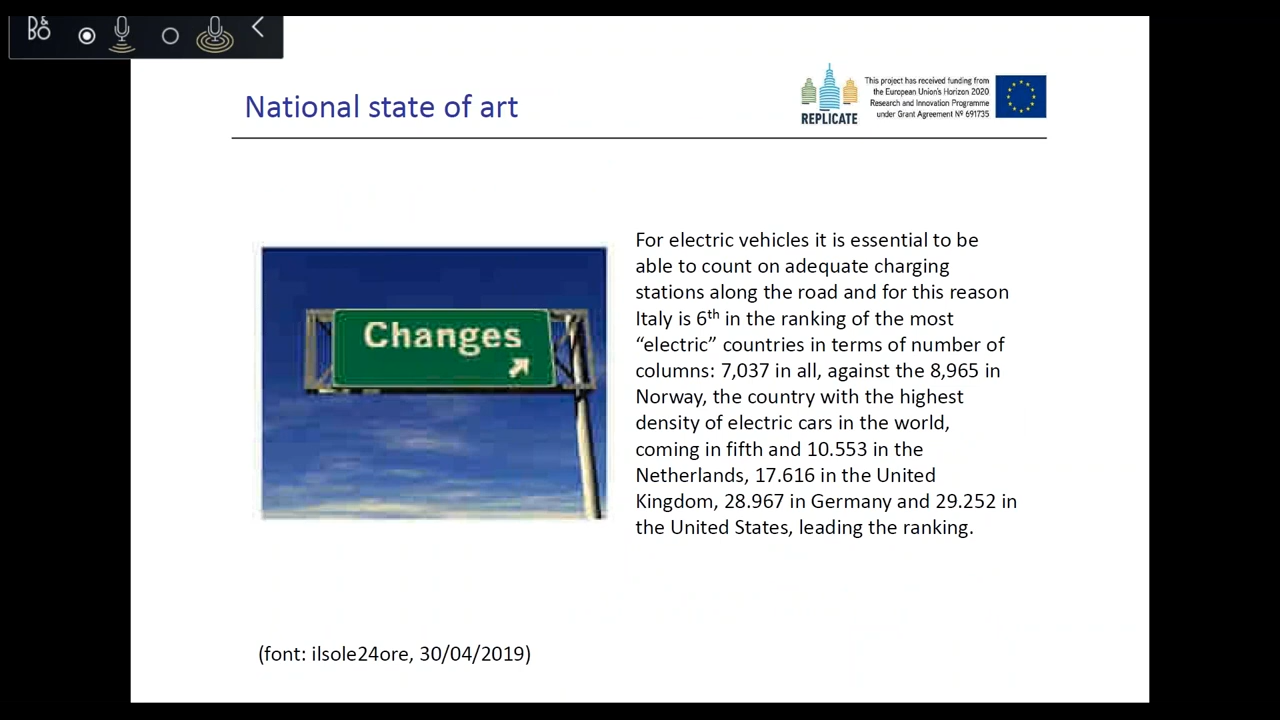 B&O
National state of art
REPLICATE
This project has received funding from
the European Union's Horizon 2020
Research and Innovation Programme
under Grant Agreement Nº 691735
Changes
For electric vehicles it is essential to be
able to count on adequate charging
stations along the road and for this reason
Italy is 6th in the ranking of the most
“electric” countries in terms of number of
columns: 7,037 in all, against the 8,965 in
Norway, the country with the highest
density of electric cars in the world,
coming in fifth and 10.553 in the
Netherlands, 17.616 in the United
Kingdom, 28.967 in Germany and 29.252 in
the United States, leading the ranking.
(font: ilsole24ore, 30/04/2019)